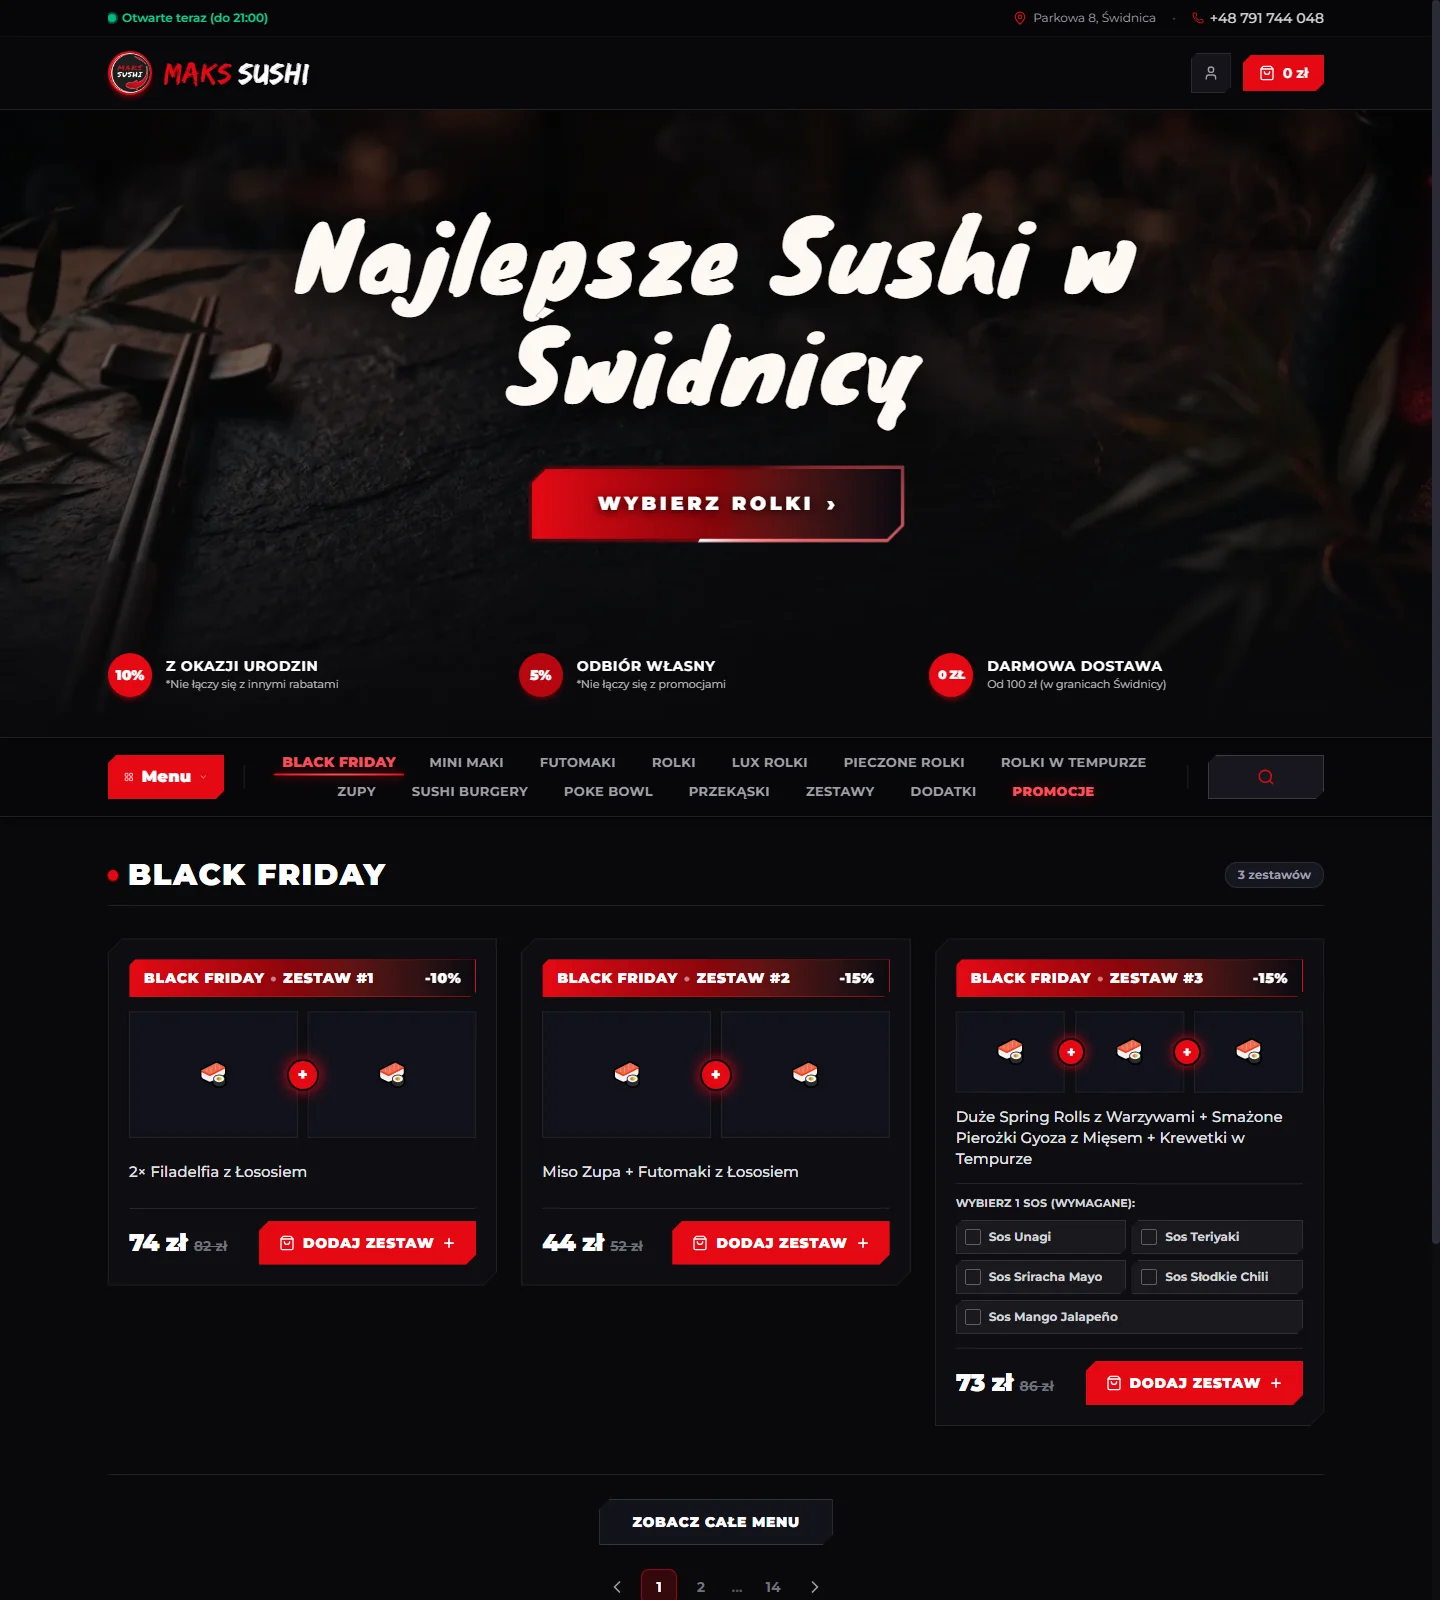 Otwarte teraz (do 21:00)
Parkowa 8, Świdnica · +48 791 744 048
MAKS SUSHI MAKS SUSHI
0 zł
Najlepsze Sushi w
Świdnicy
WYBIERZ ROLKI ›
10% Z OKAZJI URODZIN
*Nie łączy się z innymi rabatami
5% ODBIÓR WŁASNY
*Nie łączy się z promocjami
0 ZŁ DARMOWA DOSTAWA
Od 100 zł (w granicach Świdnicy)
Menu
BLACK FRIDAY MINI MAKI FUTOMAKI ROLKI LUX ROLKI PIECZONE ROLKI ROLKI W TEMPURZE
ZUPY SUSHI BURGERY POKE BOWL PRZEKĄSKI ZESTAWY DODATKI PROMOCJE
BLACK FRIDAY
3 zestawów
BLACK FRIDAY • ZESTAW #1 -10%
+
2× Filadelfia z Łososiem
74 zł 82 zł
DODAJ ZESTAW +
BLACK FRIDAY • ZESTAW #2 -15%
+
Miso Zupa + Futomaki z Łososiem
44 zł 52 zł
DODAJ ZESTAW +
BLACK FRIDAY • ZESTAW #3 -15%
+ +
Duże Spring Rolls z Warzywami + Smażone
Pierożki Gyoza z Mięsem + Krewetki w
Tempurze
WYBIERZ 1 SOS (WYMAGANE):
Sos Unagi Sos Teriyaki
Sos Sriracha Mayo Sos Słodkie Chili
Sos Mango Jalapeño
73 zł 86 zł
DODAJ ZESTAW +
ZOBACZ CAŁE MENU
1 2 ... 14